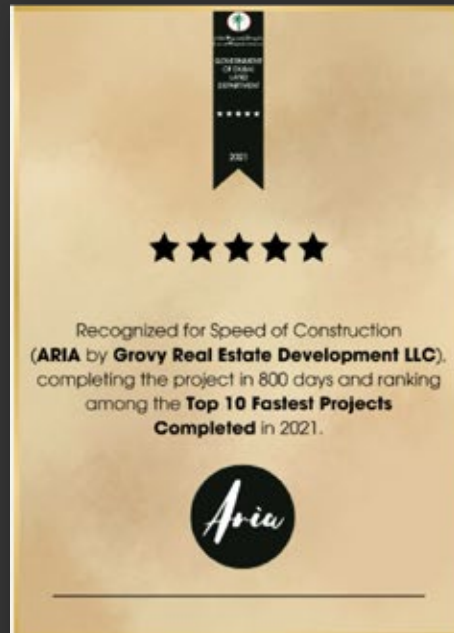 GOVERNMENT
OF DUBAI
LAND
DEPARTMENT
2021
Recognized for Speed of Construction
(ARIA by Grovy Real Estate Development LLC),
completing the project in 800 days and ranking
among the Top 10 Fastest Projects
Completed in 2021.
Aria